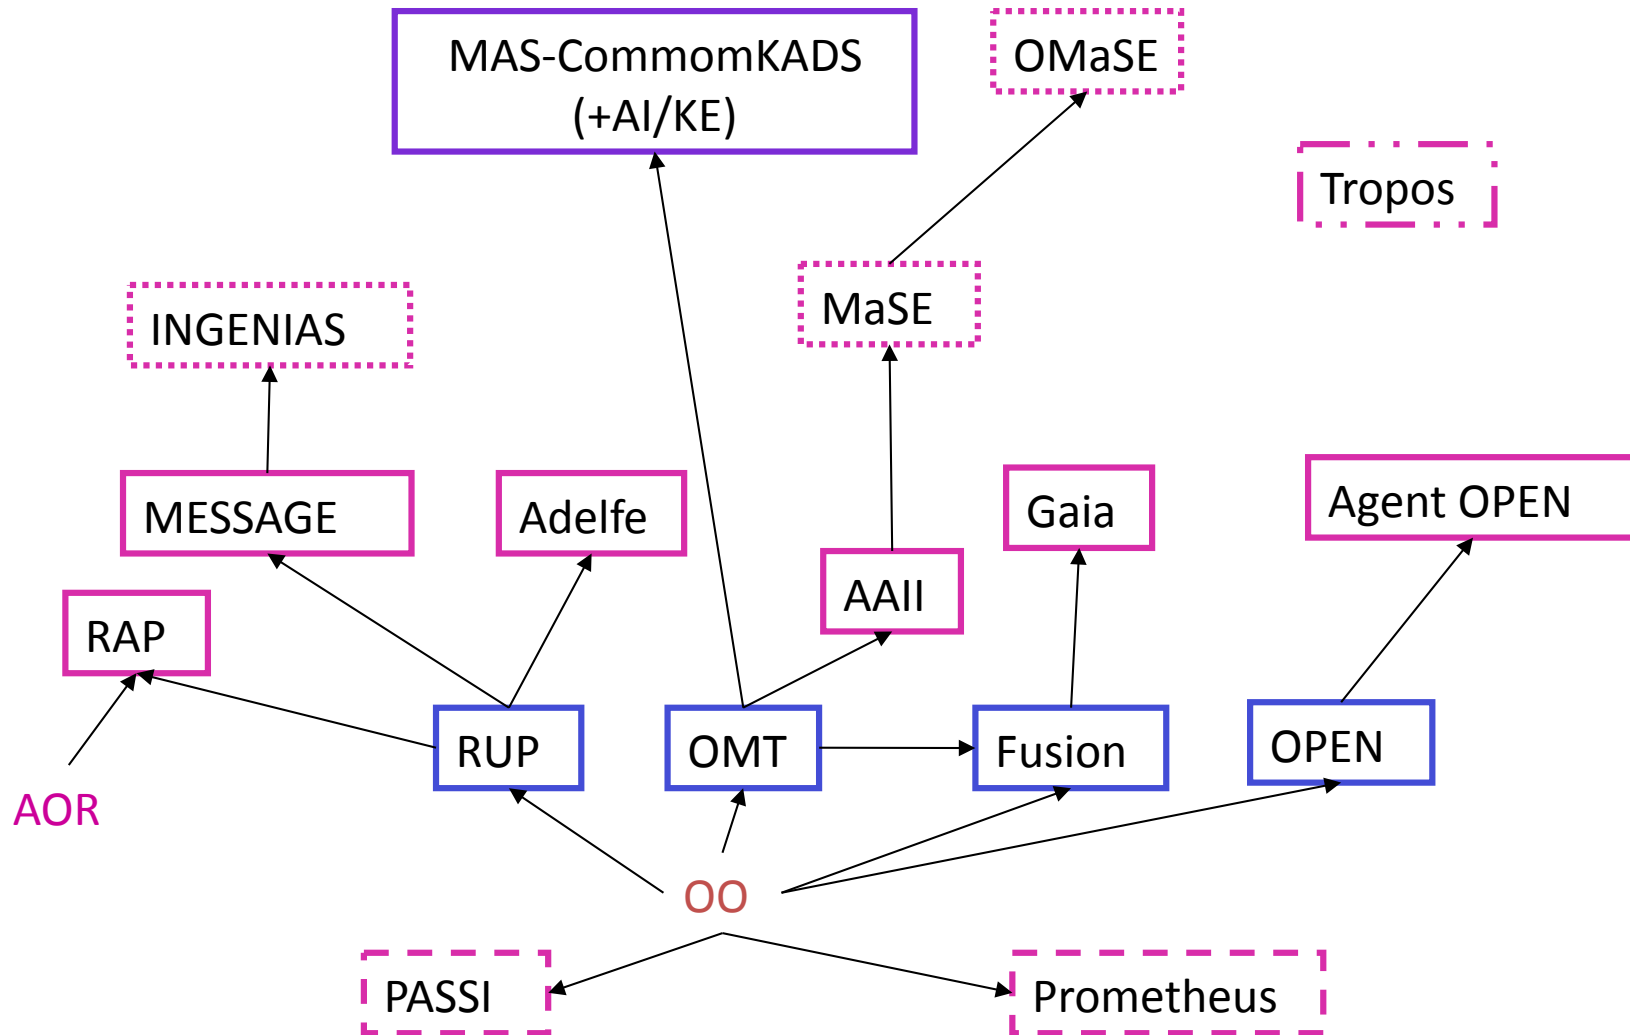 MAS-CommomKADS
(+AI/KE)
OMaSE
Tropos
INGENIAS
MaSE
MESSAGE
Adelfe
Gaia
Agent OPEN
RAP
AAII
RUP
OMT
Fusion
OPEN
AOR
OO
PASSI
Prometheus